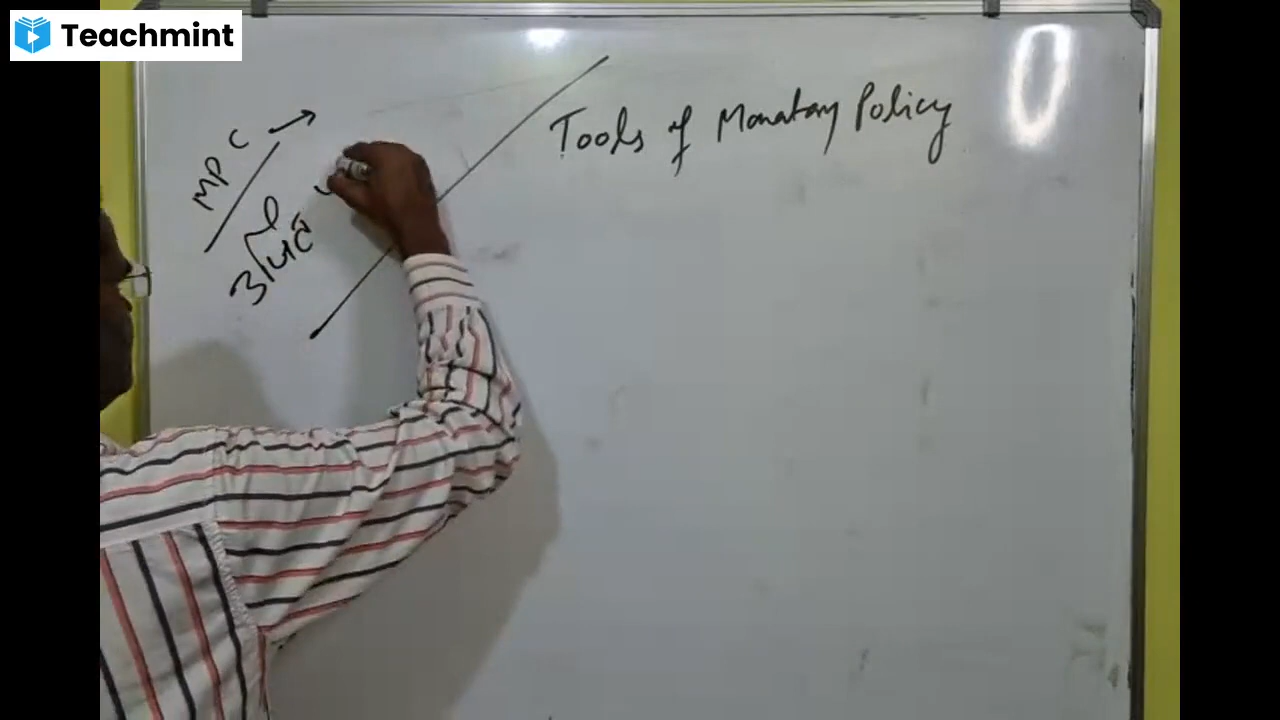 Teachmint
MPC →
Tools of Monatary Policy